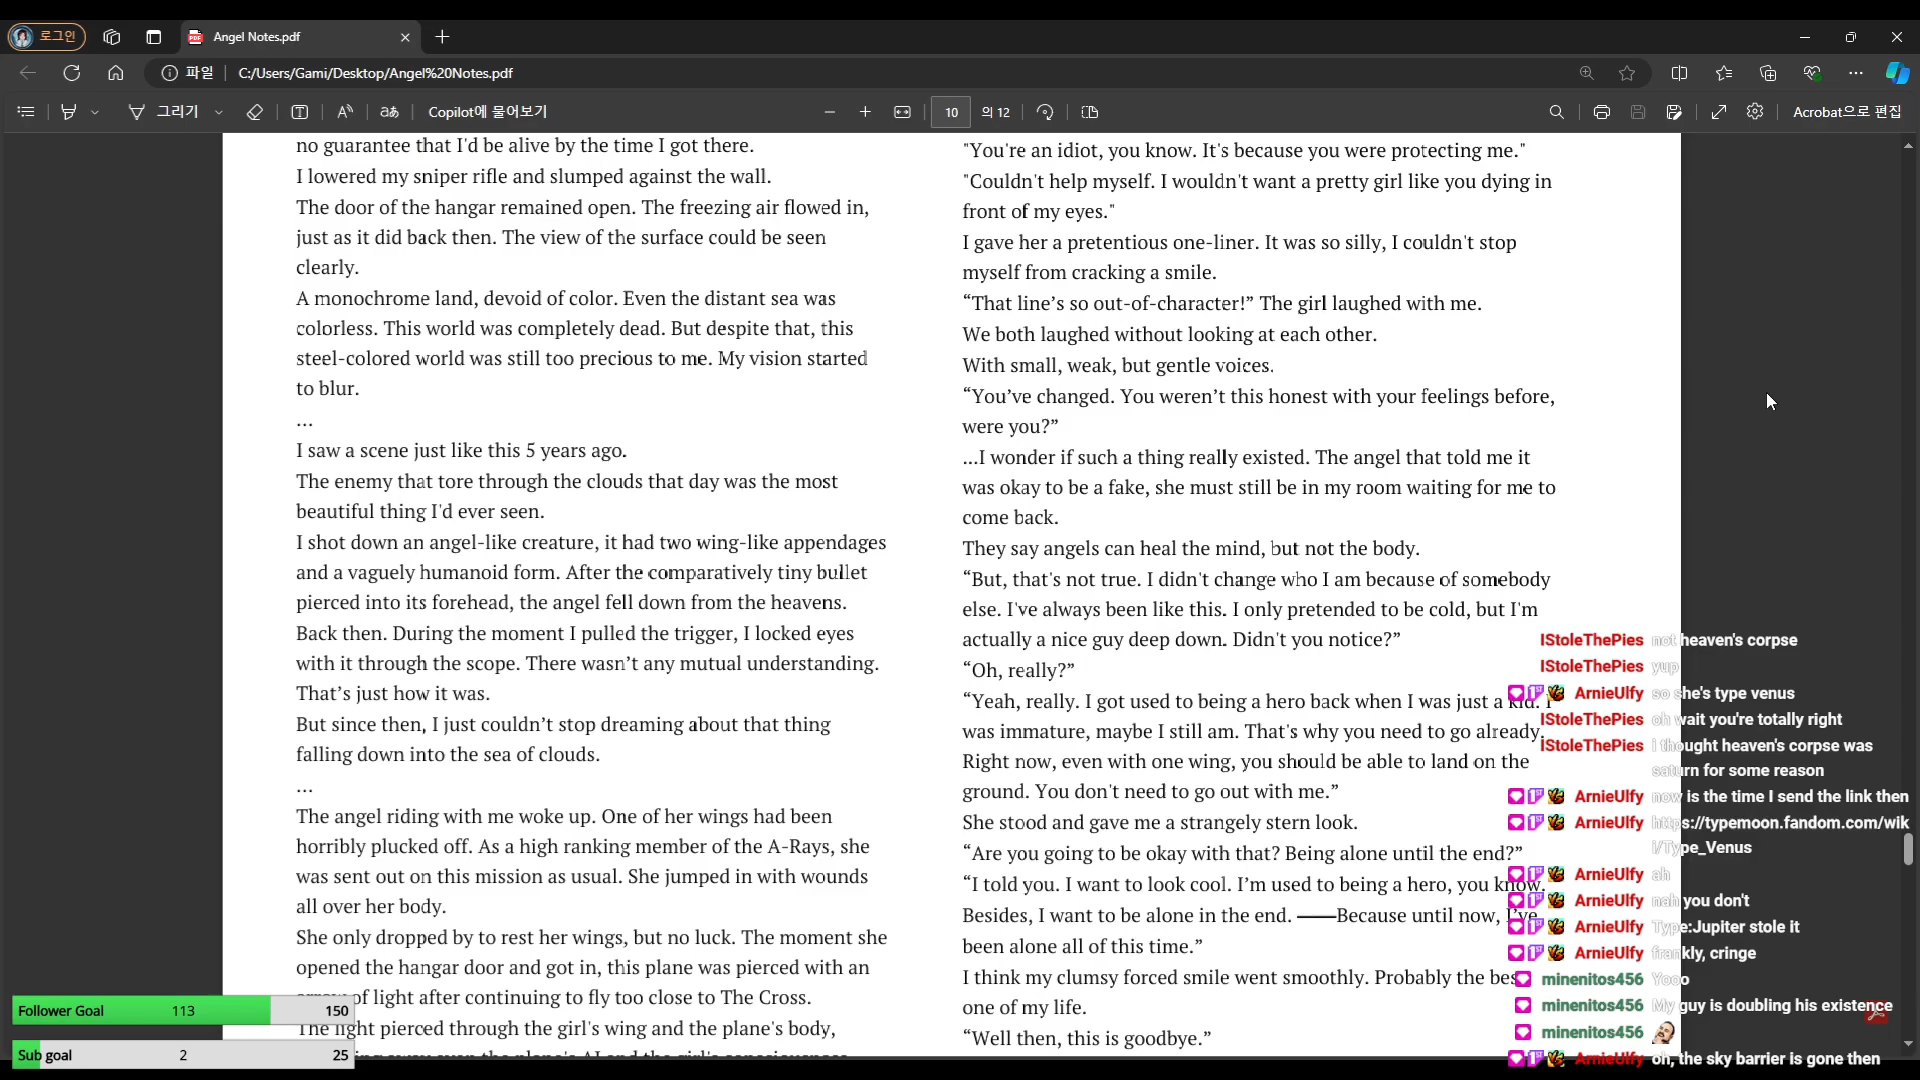 로그인
Angel Notes.pdf
파일
C:/Users/Gami/Desktop/Angel%20Notes.pdf
그리기
Copilot에 물어보기
10 의 12
Acrobat으로 편집
no guarantee that I'd be alive by the time I got there.
I lowered my sniper rifle and slumped against the wall.
The door of the hangar remained open. The freezing air flowed in,
just as it did back then. The view of the surface could be seen
clearly.
A monochrome land, devoid of color. Even the distant sea was
colorless. This world was completely dead. But despite that, this
steel-colored world was still too precious to me. My vision started
to blur.
...
I saw a scene just like this 5 years ago.
The enemy that tore through the clouds that day was the most
beautiful thing I'd ever seen.
I shot down an angel-like creature, it had two wing-like appendages
and a vaguely humanoid form. After the comparatively tiny bullet
pierced into its forehead, the angel fell down from the heavens.
Back then. During the moment I pulled the trigger, I locked eyes
with it through the scope. There wasn’t any mutual understanding.
That’s just how it was.
But since then, I just couldn’t stop dreaming about that thing
falling down into the sea of clouds.
...
The angel riding with me woke up. One of her wings had been
horribly plucked off. As a high ranking member of the A-Rays, she
was sent out on this mission as usual. She jumped in with wounds
all over her body.
She only dropped by to rest her wings, but no luck. The moment she
opened the hangar door and got in, this plane was pierced with an
of light after continuing to fly too close to The Cross.
The light pierced through the girl's wing and the plane's body,
"You're an idiot, you know. It's because you were protecting me."
"Couldn't help myself. I wouldn't want a pretty girl like you dying in
front of my eyes."
I gave her a pretentious one-liner. It was so silly, I couldn't stop
myself from cracking a smile.
“That line’s so out-of-character!” The girl laughed with me.
We both laughed without looking at each other.
With small, weak, but gentle voices.
“You’ve changed. You weren’t this honest with your feelings before,
were you?”
...I wonder if such a thing really existed. The angel that told me it
was okay to be a fake, she must still be in my room waiting for me to
come back.
They say angels can heal the mind, but not the body.
“But, that's not true. I didn't change who I am because of somebody
else. I've always been like this. I only pretended to be cold, but I'm
actually a nice guy deep down. Didn't you notice?”
“Oh, really?”
“Yeah, really. I got used to being a hero back when I was just a kid. I
was immature, maybe I still am. That's why you need to go already.
Right now, even with one wing, you should be able to land on the
ground. You don't need to go out with me.”
She stood and gave me a strangely stern look.
“Are you going to be okay with that? Being alone until the end?”
“I told you. I want to look cool. I’m used to being a hero, you know.
Besides, I want to be alone in the end. ――Because until now, I’ve
been alone all of this time.”
I think my clumsy forced smile went smoothly. Probably the best
one of my life.
“Well then, this is goodbye.”
IStoleThePies not heaven's corpse
IStoleThePies yup
ArnieUlfy so she's type venus
IStoleThePies oh wait you're totally right
IStoleThePies i thought heaven's corpse was
saturn for some reason
ArnieUlfy now is the time I send the link then
ArnieUlfy https://typemoon.fandom.com/wik
i/Type_Venus
ArnieUlfy ah
ArnieUlfy nah you don't
ArnieUlfy Type:Jupiter stole it
ArnieUlfy frankly, cringe
minenitos456 Yooo
minenitos456 My guy is doubling his existence
minenitos456
ArnieUlfy oh, the sky barrier is gone then
Follower Goal 113 150
Sub goal 2 25